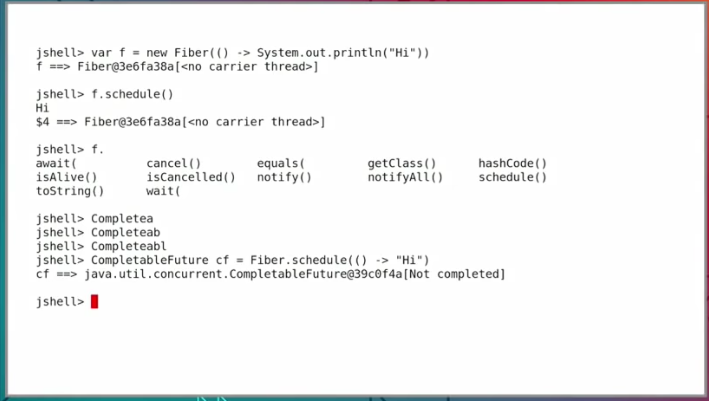 jshell> var f = new Fiber(() -> System.out.println("Hi"))
f ==> Fiber@3e6fa38a[<no carrier thread>]
jshell> f.schedule()
Hi
$4 ==> Fiber@3e6fa38a[<no carrier thread>]
jshell> f.
await( cancel() equals( getClass() hashCode()
isAlive() isCancelled() notify() notifyAll() schedule()
toString() wait(
jshell> Completea
jshell> Completeab
jshell> Completeabl
jshell> CompletableFuture cf = Fiber.schedule(() -> "Hi")
cf ==> java.util.concurrent.CompletableFuture@39c0f4a[Not completed]
jshell>